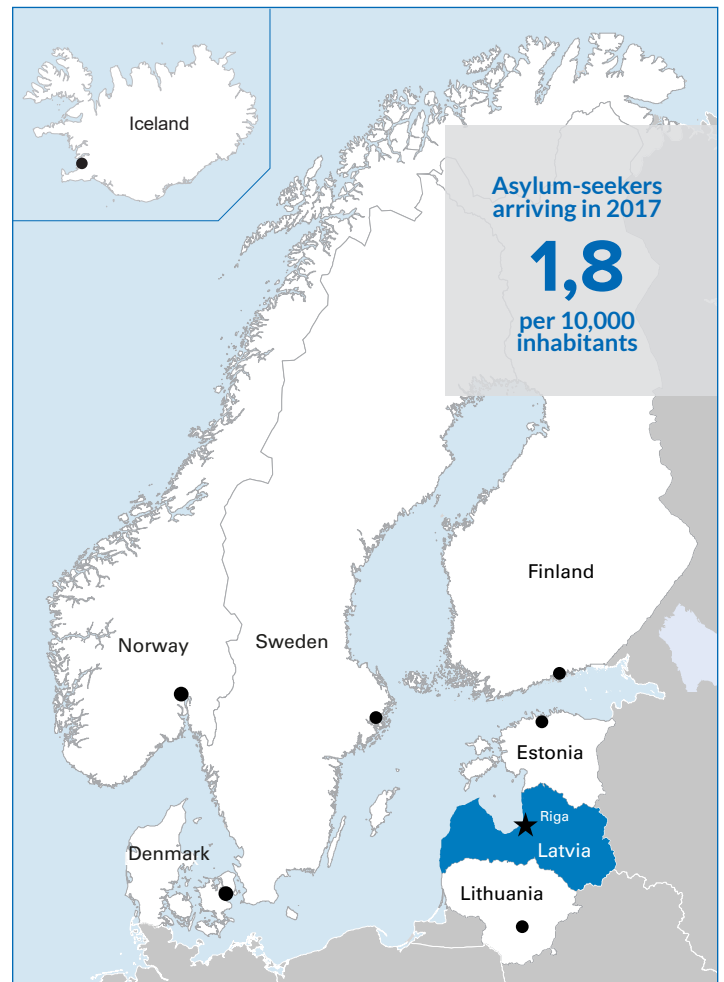 Iceland
Asylum-seekers
arriving in 2017
1,8
per 10,000
inhabitants
Finland
Norway
Sweden
Estonia
Riga
Latvia
Denmark
Lithuania